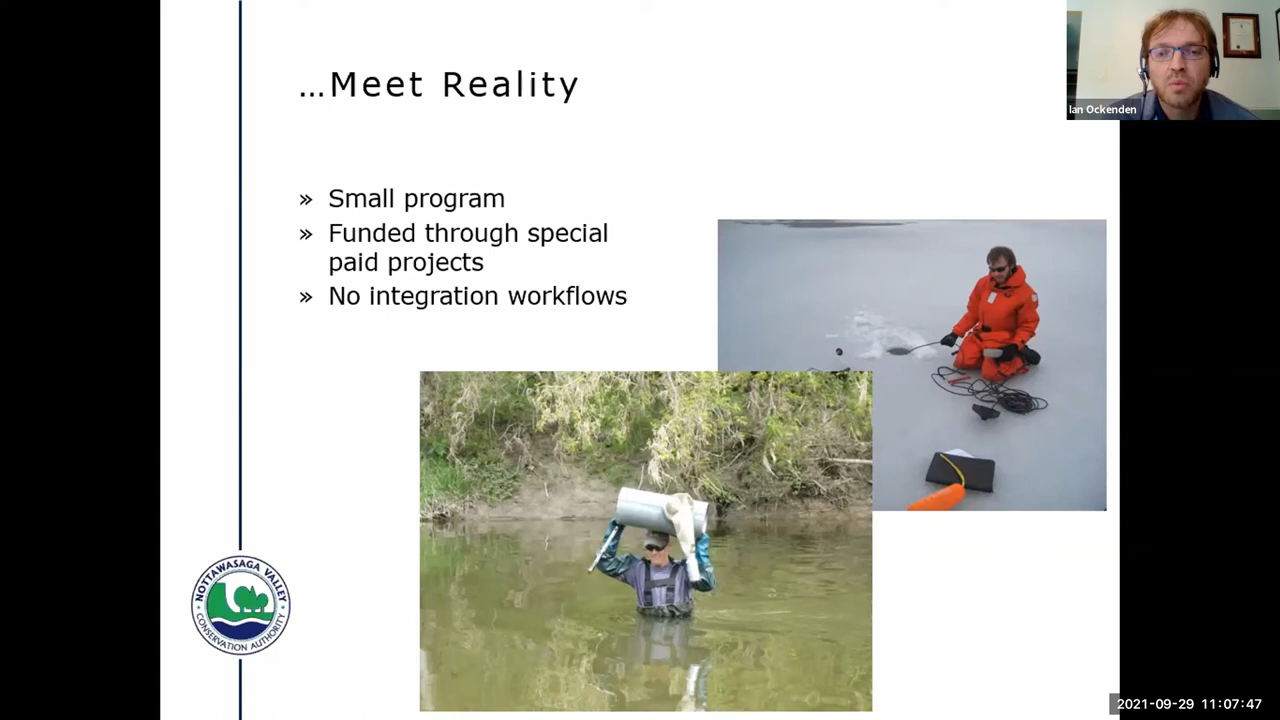 ...Meet Reality
Ian Ockenden
» Small program
» Funded through special
paid projects
» No integration workflows
NOTTAWASAGA VALLEY
CONSERVATION AUTHORITY
2021-09-29 11:07:47